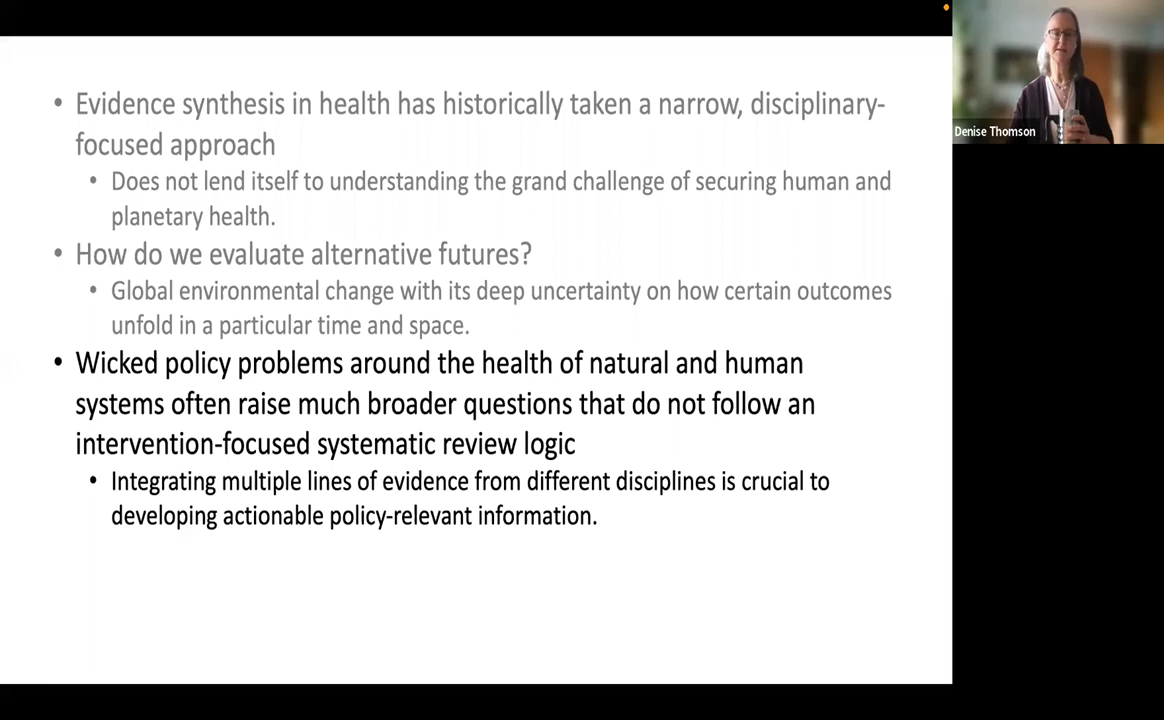 • Evidence synthesis in health has historically taken a narrow, disciplinary-
focused approach
• Does not lend itself to understanding the grand challenge of securing human and
planetary health.
• How do we evaluate alternative futures?
• Global environmental change with its deep uncertainty on how certain outcomes
unfold in a particular time and space.
• Wicked policy problems around the health of natural and human
systems often raise much broader questions that do not follow an
intervention-focused systematic review logic
• Integrating multiple lines of evidence from different disciplines is crucial to
developing actionable policy-relevant information.
Denise Thomson